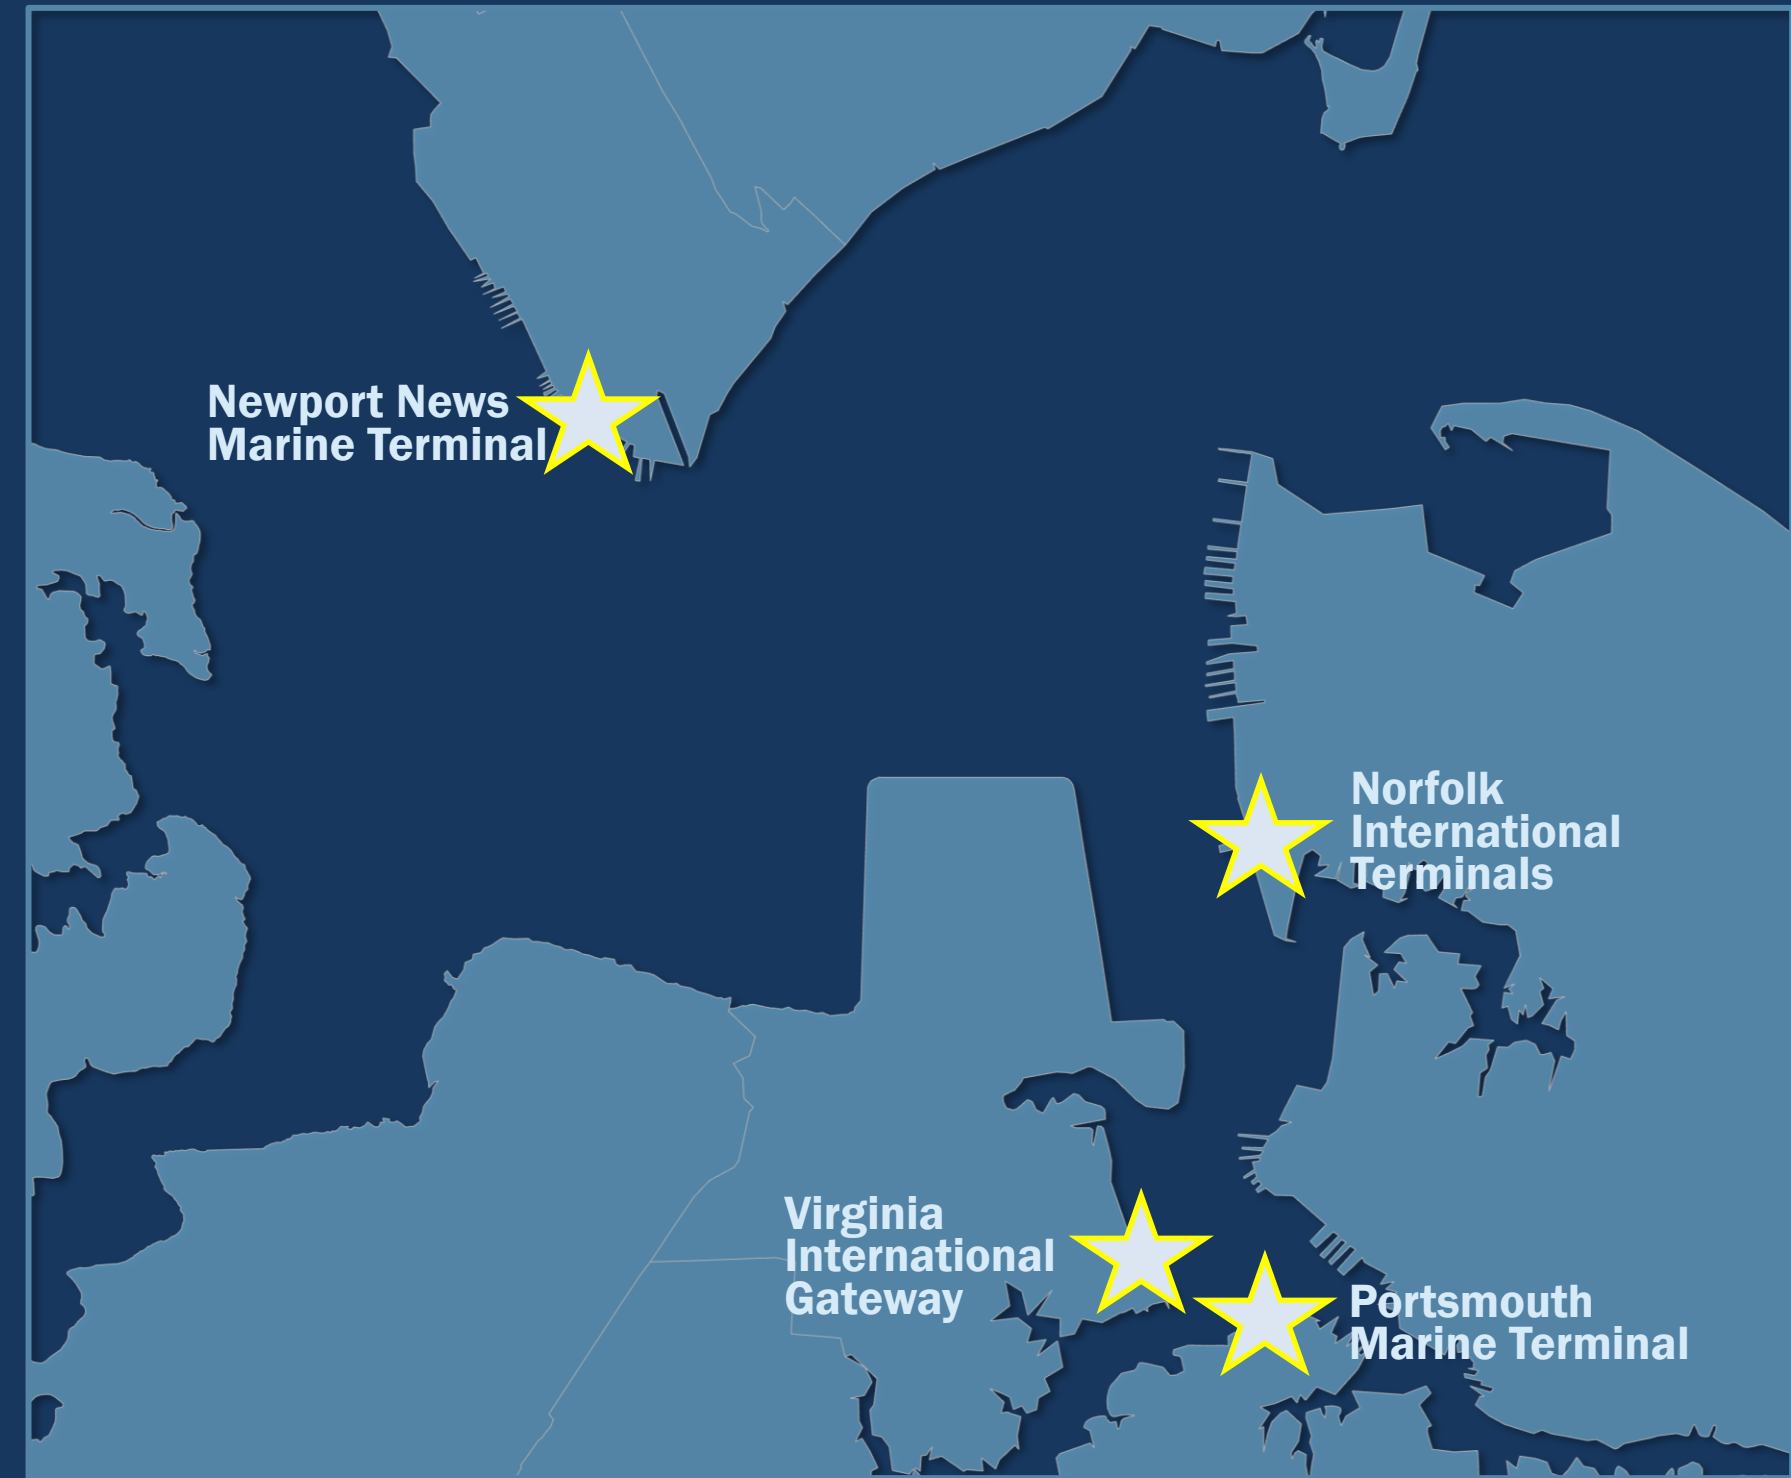 Newport News
Marine Terminal
Norfolk
International
Terminals
Virginia
International
Gateway
Portsmouth
Marine Terminal